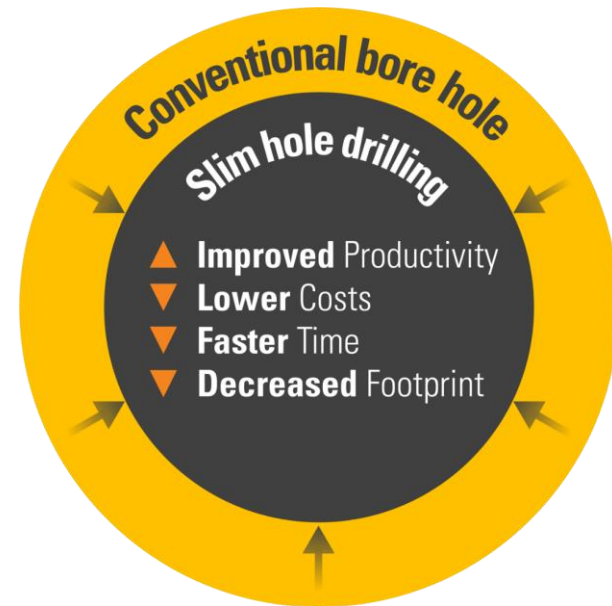 Conventional bore hole
Slim hole drilling
Improved Productivity
Lower Costs
Faster Time
Decreased Footprint